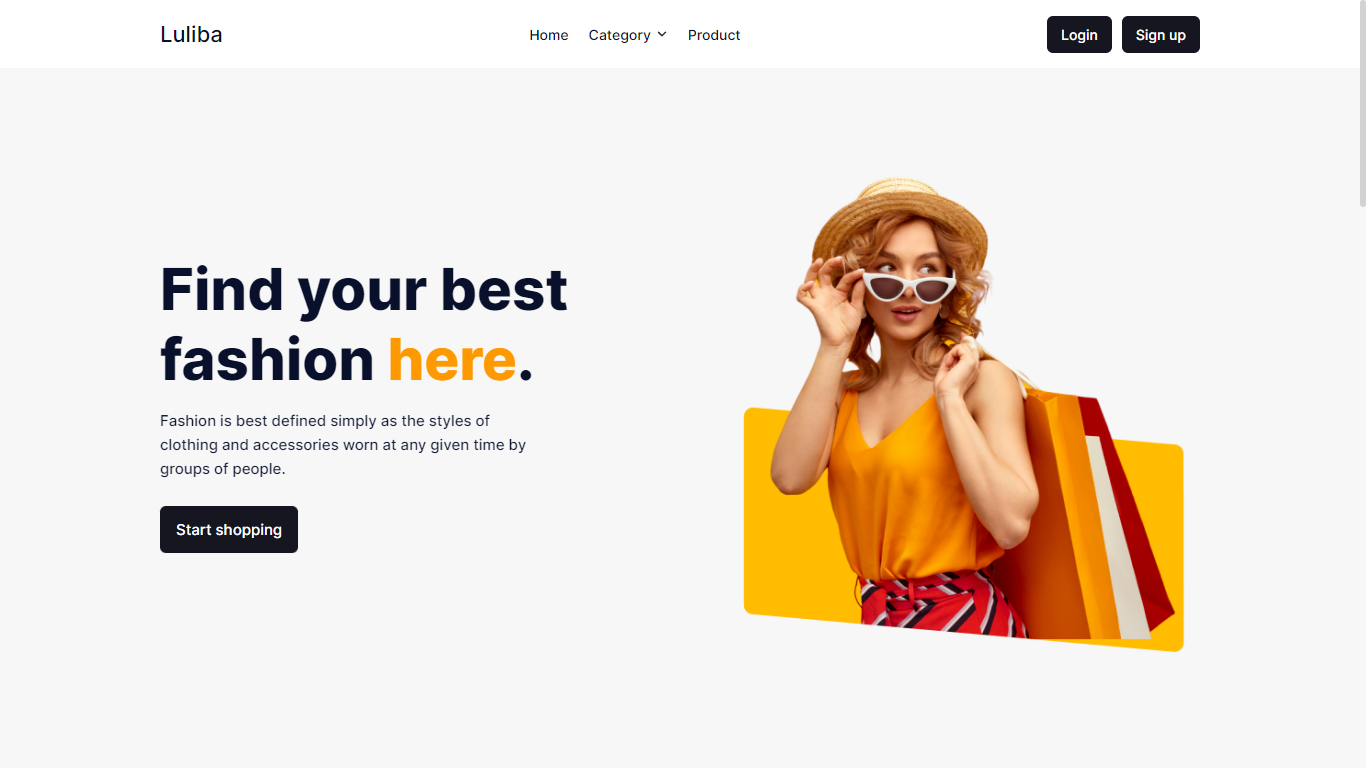 Luliba
Home
Category
Product
Login
Sign up
Find your best
fashion here.
Fashion is best defined simply as the styles of
clothing and accessories worn at any given time by
groups of people.
Start shopping